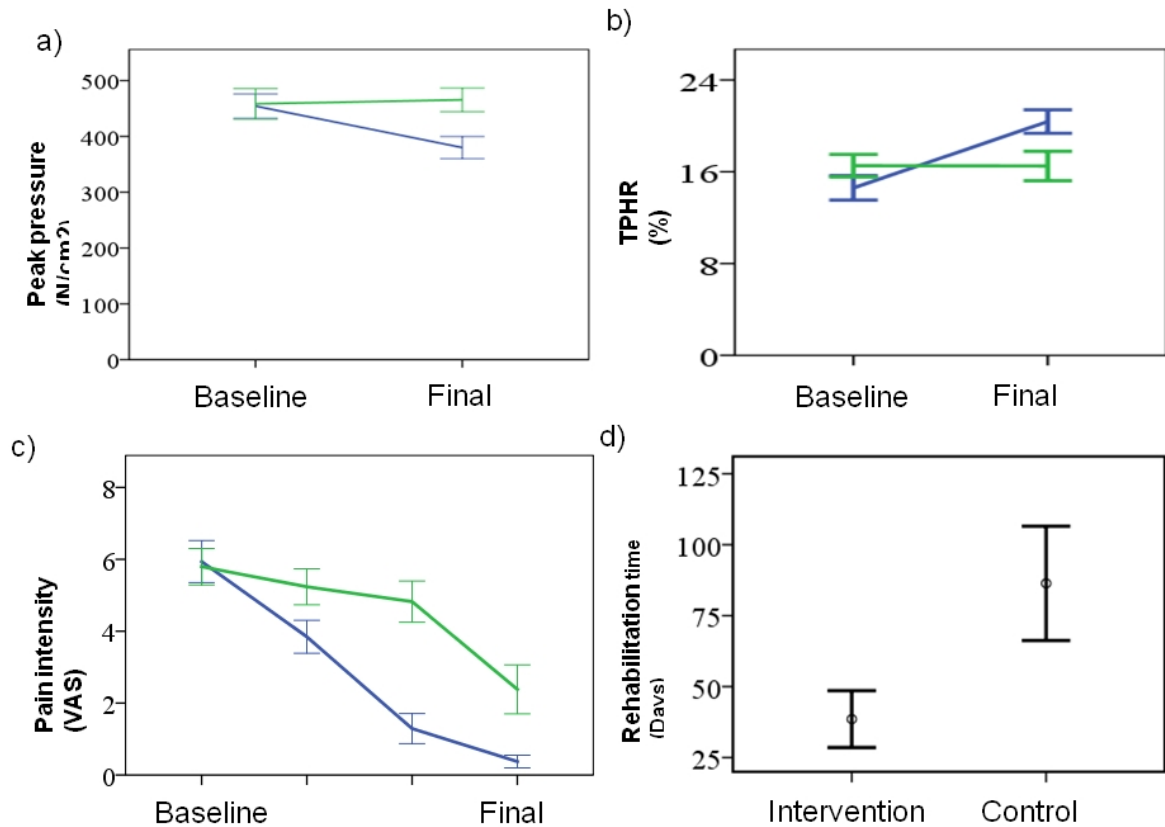 a)
500
400
300
200
100
0
Peak pressure
(N/cm2)
Baseline Final
b)
24
16
8
0
TPHR
(%)
Baseline Final
c)
8
6
4
2
0
Pain intensity
(VAS)
Baseline Final
d)
125
100
75
50
25
Rehabilitation time
(Days)
Intervention Control